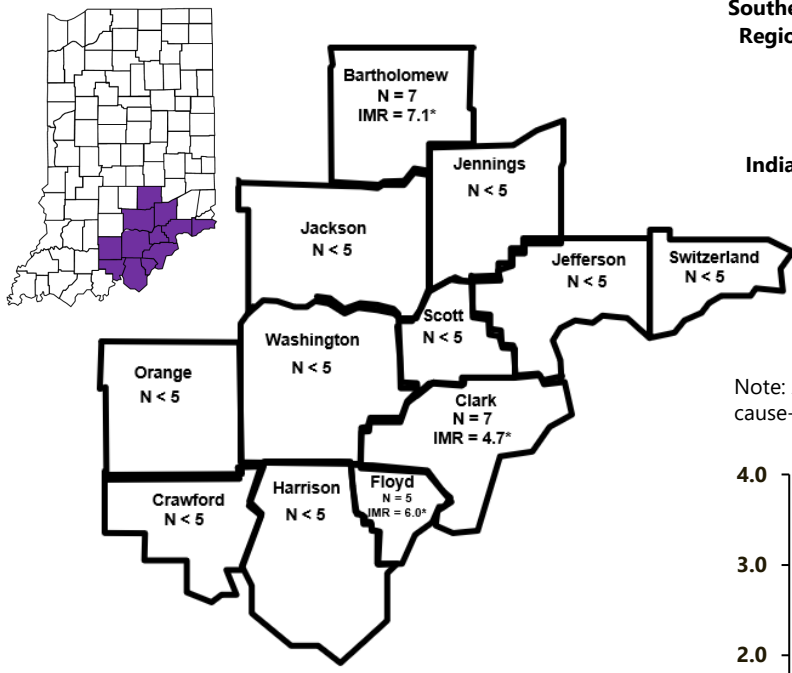 Bartholomew
N = 7
IMR = 7.1*
Jennings
N < 5
Jackson
N < 5
Jefferson
N < 5
Switzerland
N < 5
Scott
N < 5
Washington
N < 5
Orange
N < 5
Clark
N = 7
IMR = 4.7*
Crawford
N < 5
Harrison
N < 5
Floyd
N = 5
IMR = 6.0*
Southe
Regio
India
Note:
cause-
4.0
3.0
2.0